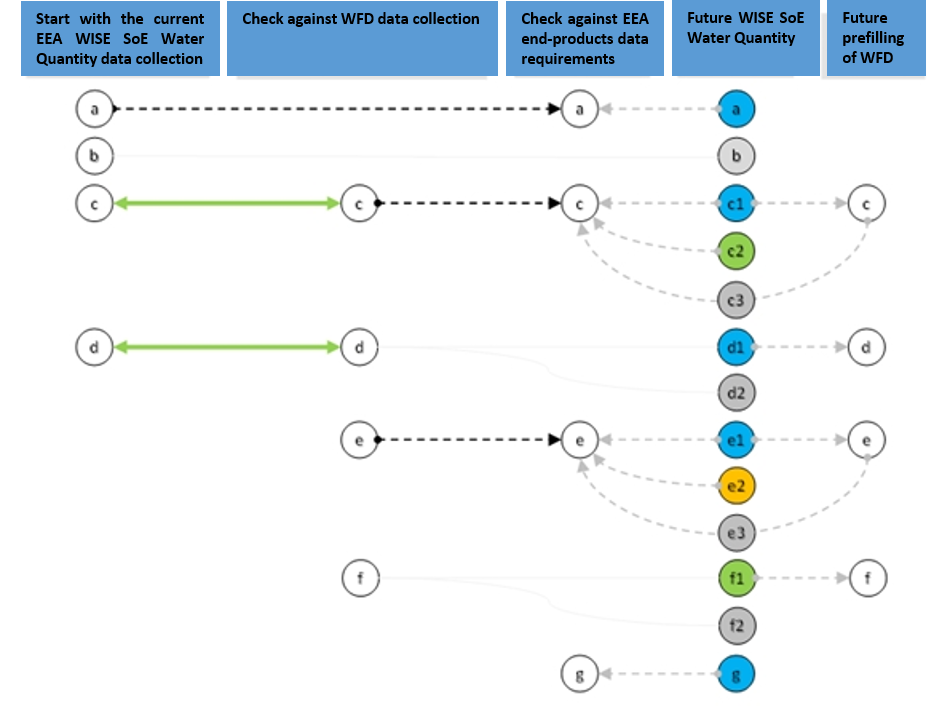 Start with the current
EEA WISE SoE Water
Quantity data collection
Check against WFD data collection
Check against EEA
end-products data
requirements
Future WISE SoE
Water Quantity
Future
prefilling
of WFD
a a a
b b
c c c c1 c
c2
c3
d d d1 d
d2
e e e1 e
e2
e3
f f1 f
f2
g g